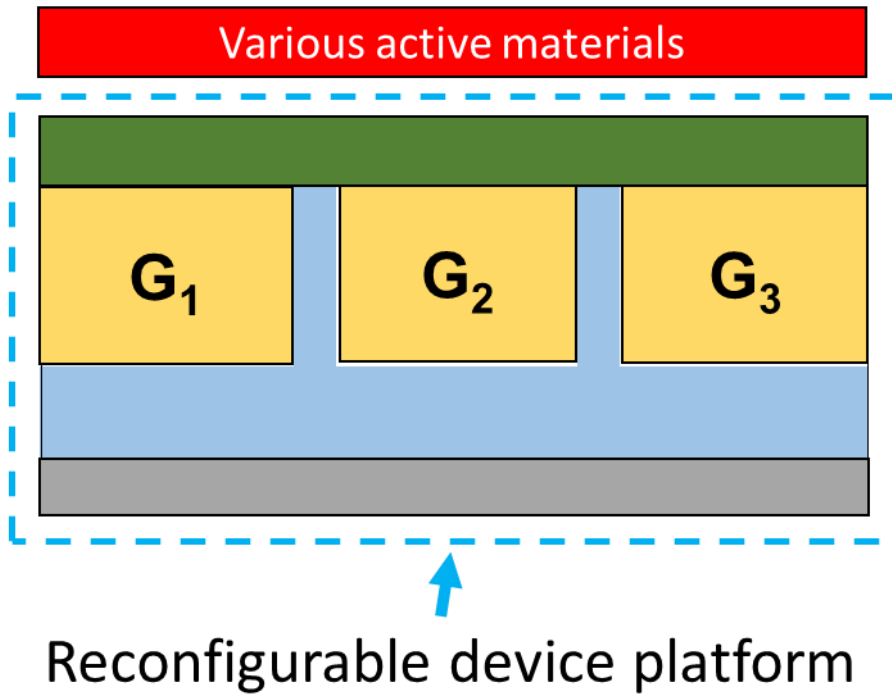 Various active materials
G₁ G₂ G₃
Reconfigurable device platform